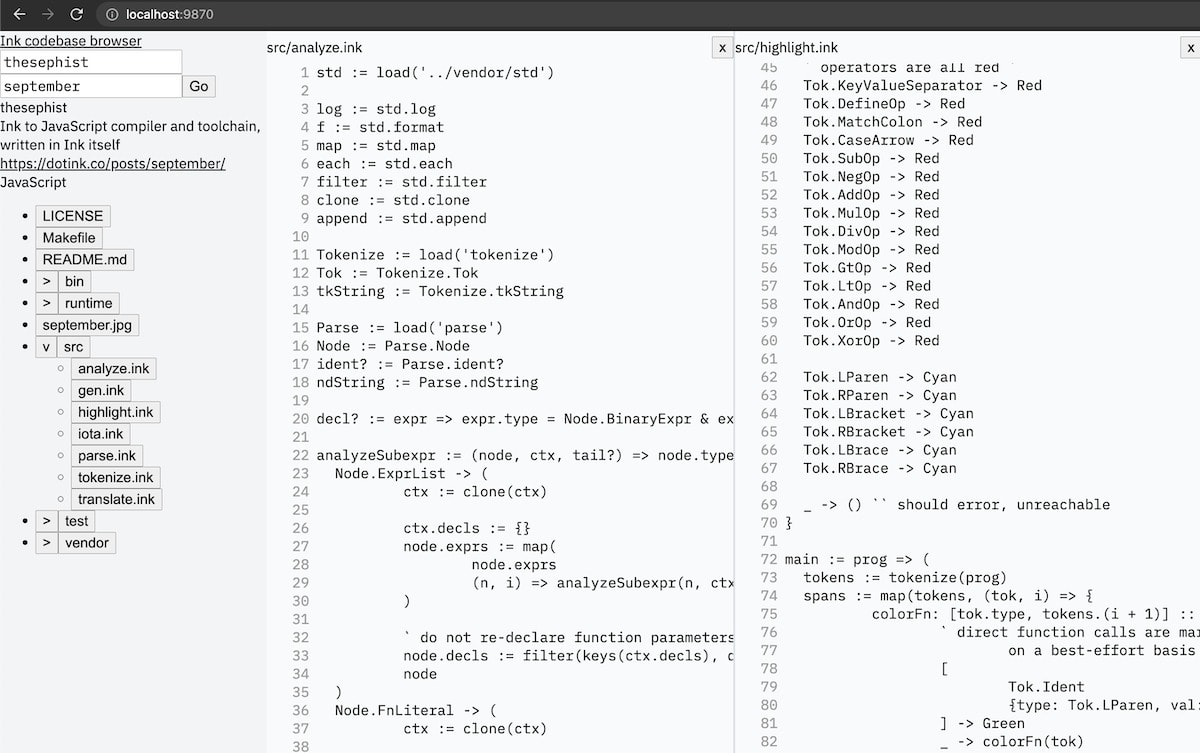 localhost:9870
Ink codebase browser
thesephist
september
Go
thesephist
Ink to JavaScript compiler and toolchain,
written in Ink itself
https://dotink.co/posts/september/
JavaScript
LICENSE
Makefile
README.md
> bin
> runtime
september.jpg
v src
analyze.ink
gen.ink
highlight.ink
iota.ink
parse.ink
tokenize.ink
translate.ink
> test
> vendor
src/analyze.ink
x
1 std := load('../vendor/std')
2
3 log := std.log
4 f := std.format
5 map := std.map
6 each := std.each
7 filter := std.filter
8 clone := std.clone
9 append := std.append
10
11 Tokenize := load('tokenize')
12 Tok := Tokenize.Tok
13 tkString := Tokenize.tkString
14
15 Parse := load('parse')
16 Node := Parse.Node
17 ident? := Parse.ident?
18 ndString := Parse.ndString
19
20 decl? := expr => expr.type = Node.BinaryExpr & ex
21
22 analyzeSubexpr := (node, ctx, tail?) => node.type
23 Node.ExprList -> (
24 ctx := clone(ctx)
25
26 ctx.decls := {}
27 node.exprs := map(
28 node.exprs
29 (n, i) => analyzeSubexpr(n, ctx
30 )
31
32 ` do not re-declare function parameters
33 node.decls := filter(keys(ctx.decls),
34 node
35 )
36 Node.FnLiteral -> (
37 ctx := clone(ctx)
38
src/highlight.ink
x
45 ` operators are all red `
46 Tok.KeyValueSeparator -> Red
47 Tok.DefineOp -> Red
48 Tok.MatchColon -> Red
49 Tok.CaseArrow -> Red
50 Tok.SubOp -> Red
51 Tok.NegOp -> Red
52 Tok.AddOp -> Red
53 Tok.MulOp -> Red
54 Tok.DivOp -> Red
55 Tok.ModOp -> Red
56 Tok.GtOp -> Red
57 Tok.LtOp -> Red
58 Tok.AndOp -> Red
59 Tok.OrOp -> Red
60 Tok.XorOp -> Red
61
62 Tok.LParen -> Cyan
63 Tok.RParen -> Cyan
64 Tok.LBracket -> Cyan
65 Tok.RBracket -> Cyan
66 Tok.LBrace -> Cyan
67 Tok.RBrace -> Cyan
68
69 _ -> () `` should error, unreachable
70 }
71
72 main := prog => (
73 tokens := tokenize(prog)
74 spans := map(tokens, (tok, i) => {
75 colorFn: [tok.type, tokens.(i + 1)] ::
76 ` direct function calls are mar
77 on a best-effort basis
78 [
79 Tok.Ident
80 {type: Tok.LParen, val:
81 ] -> Green
82 _ -> colorFn(tok)